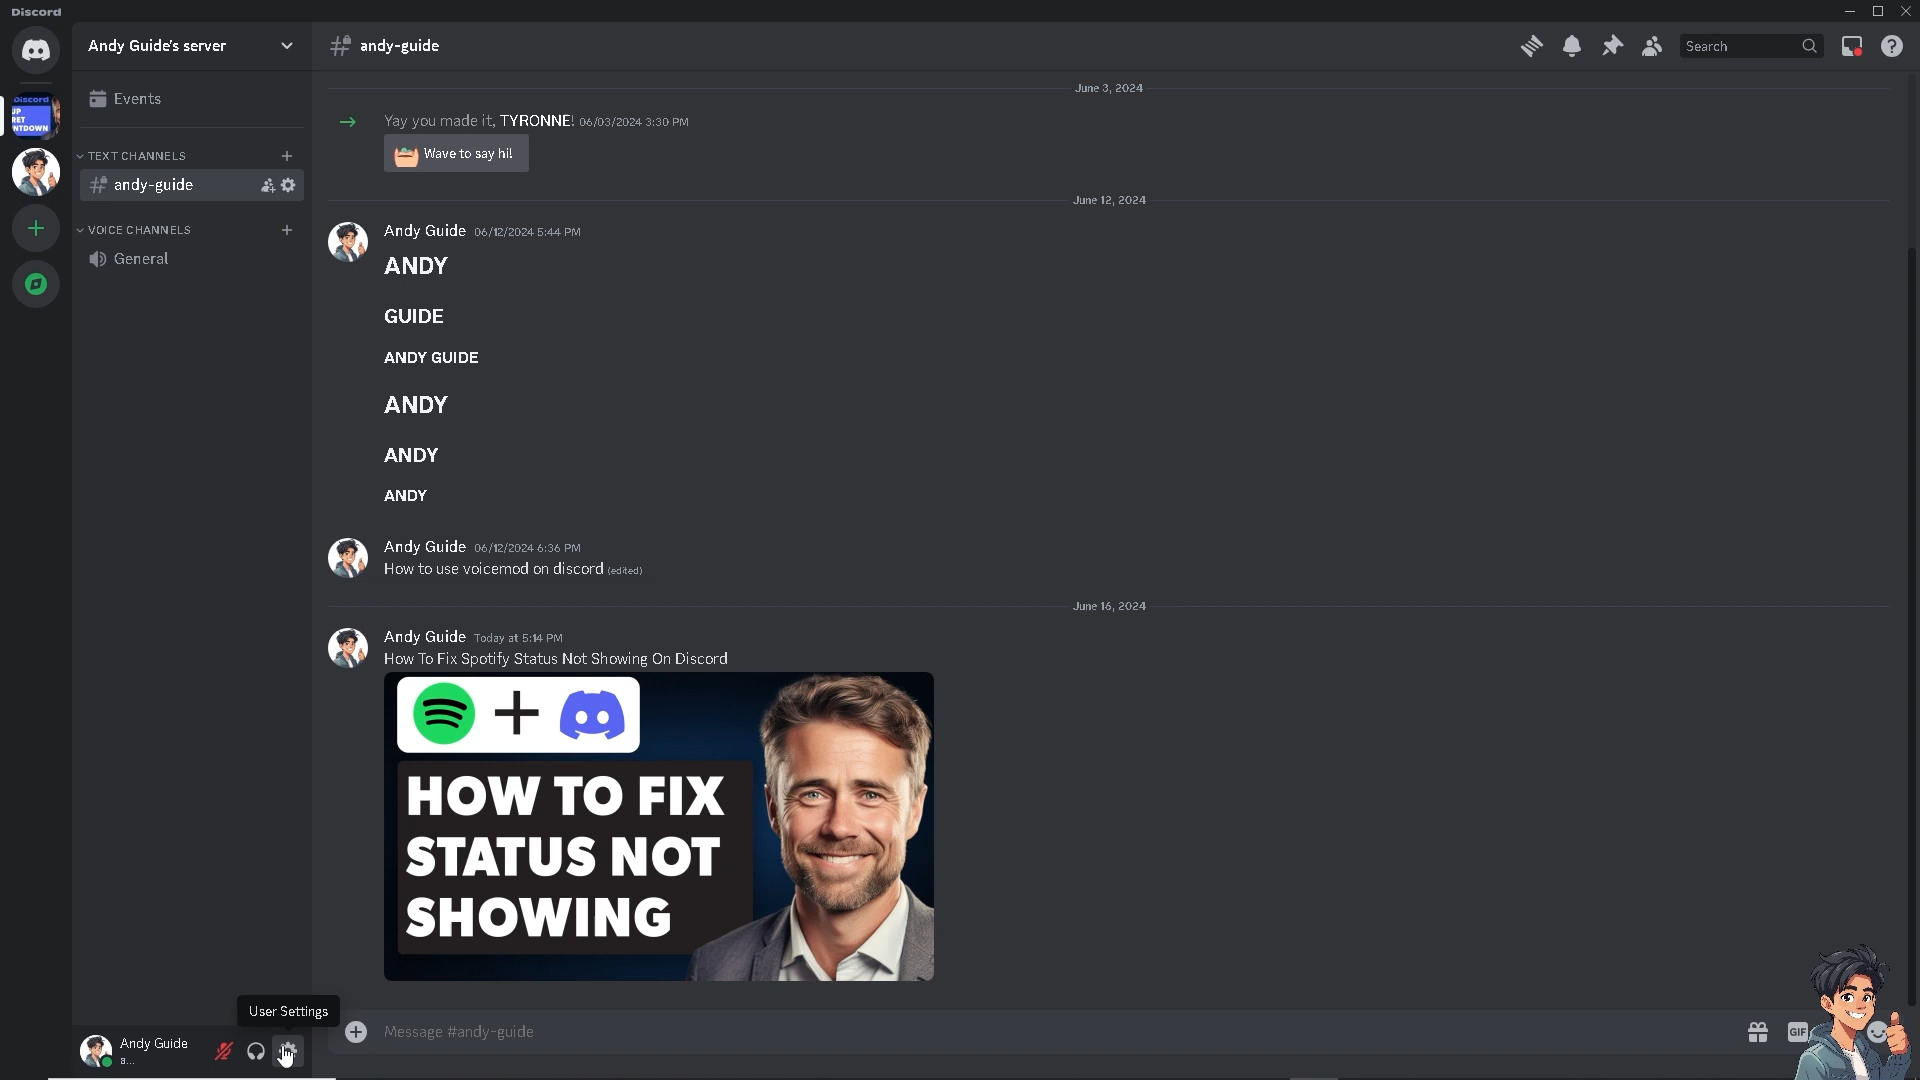 Discord
Andy Guide's server
andy-guide
Search
Events
TEXT CHANNELS
andy-guide
VOICE CHANNELS
General
June 3, 2024
Yay you made it, TYRONNE! 06/03/2024 3:30 PM
Wave to say hi!
June 12, 2024
Andy Guide 06/12/2024 5:44 PM
ANDY
GUIDE
ANDY GUIDE
ANDY
ANDY
ANDY
Andy Guide 06/12/2024 6:36 PM
How to use voicemod on discord (edited)
June 16, 2024
Andy Guide Today at 5:14 PM
How To Fix Spotify Status Not Showing On Discord
HOW TO FIX
STATUS NOT
SHOWING
User Settings
Andy Guide
Message #andy-guide
GIF